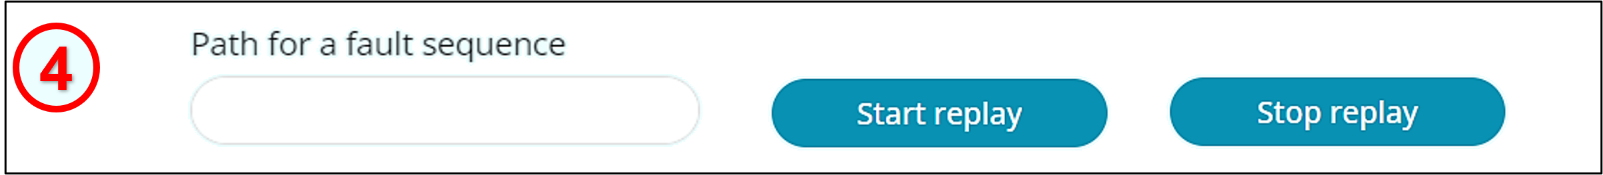 4
Path for a fault sequence
Start replay
Stop replay